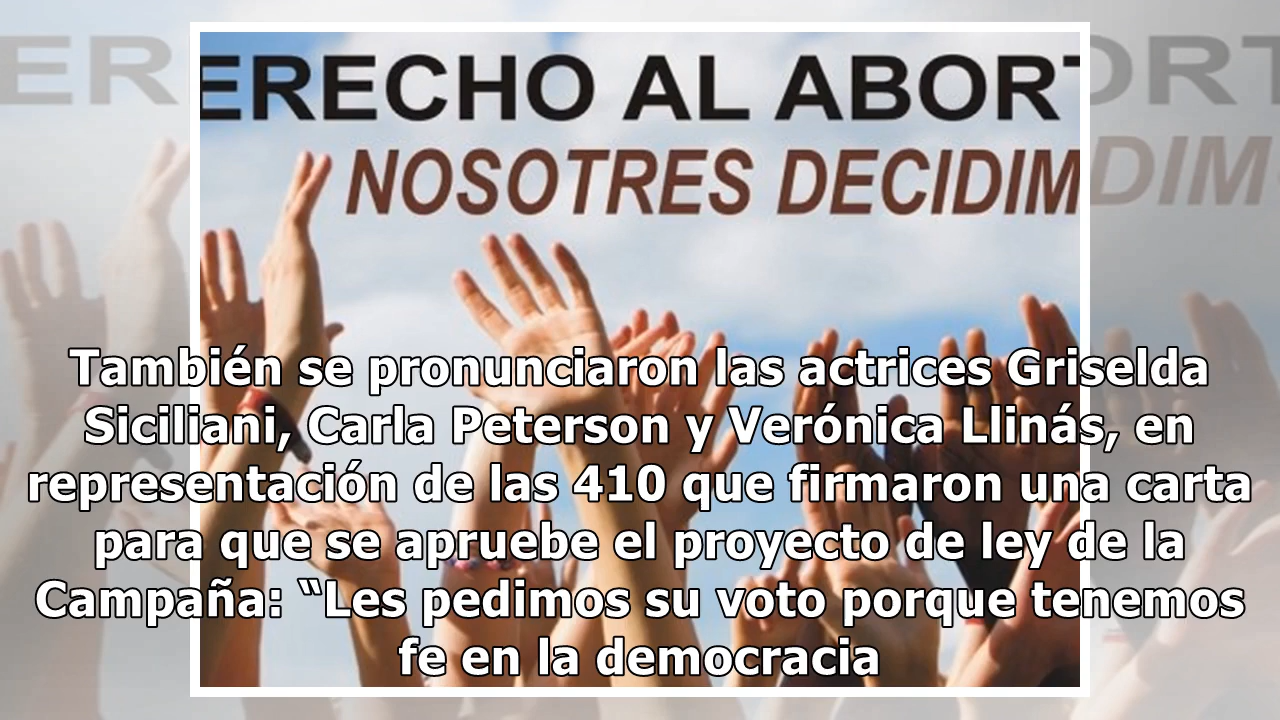 ERECHO AL ABORT
NOSOTRES DECIDIM
También se pronunciaron las actrices Griselda
Siciliani, Carla Peterson y Verónica Llinás, en
representación de las 410 que firmaron una carta
para que se apruebe el proyecto de ley de la
Campaña: “Les pedimos su voto porque tenemos
fe en la democracia